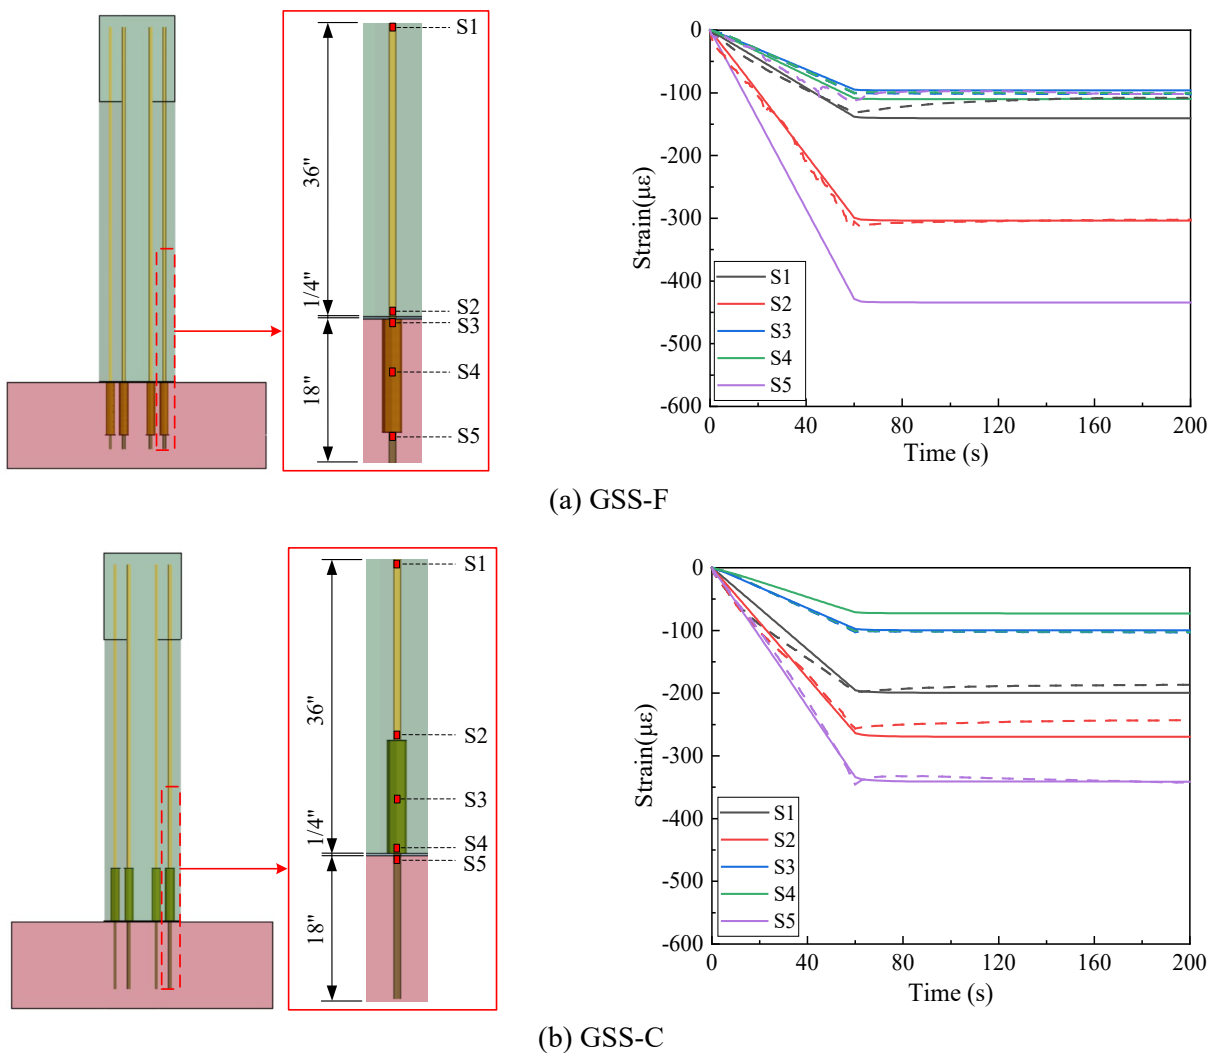 36"
1/4"
18"
S1
S2
S3
S4
S5
Strain(με)
0
-100
-200
-300
-400
-500
-600
S1
S2
S3
S4
S5
0
40
80
120
160
200
Time (s)
(a) GSS-F
36"
1/4"
18"
S1
S2
S3
S4
S5
Strain(με)
0
-100
-200
-300
-400
-500
-600
S1
S2
S3
S4
S5
0
40
80
120
160
200
Time (s)
(b) GSS-C